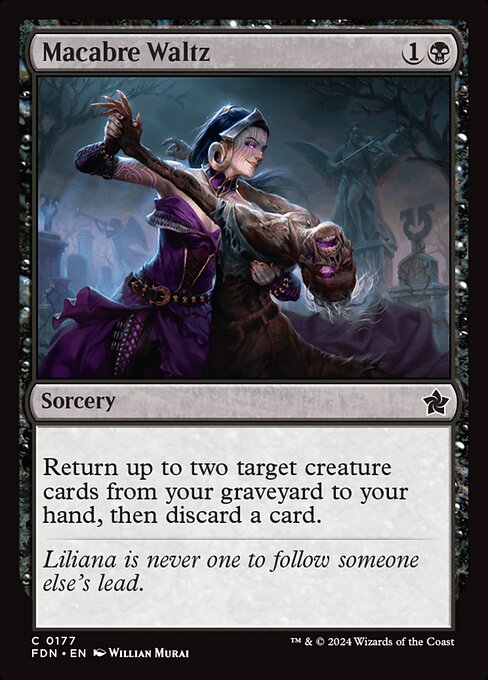 Macabre Waltz 1
Sorcery
Return up to two target creature
cards from your graveyard to your
hand, then discard a card.
Liliana is never one to follow someone
else's lead.
C 0177
FDN • EN Willian Murai
™ & © 2024 Wizards of the Coast